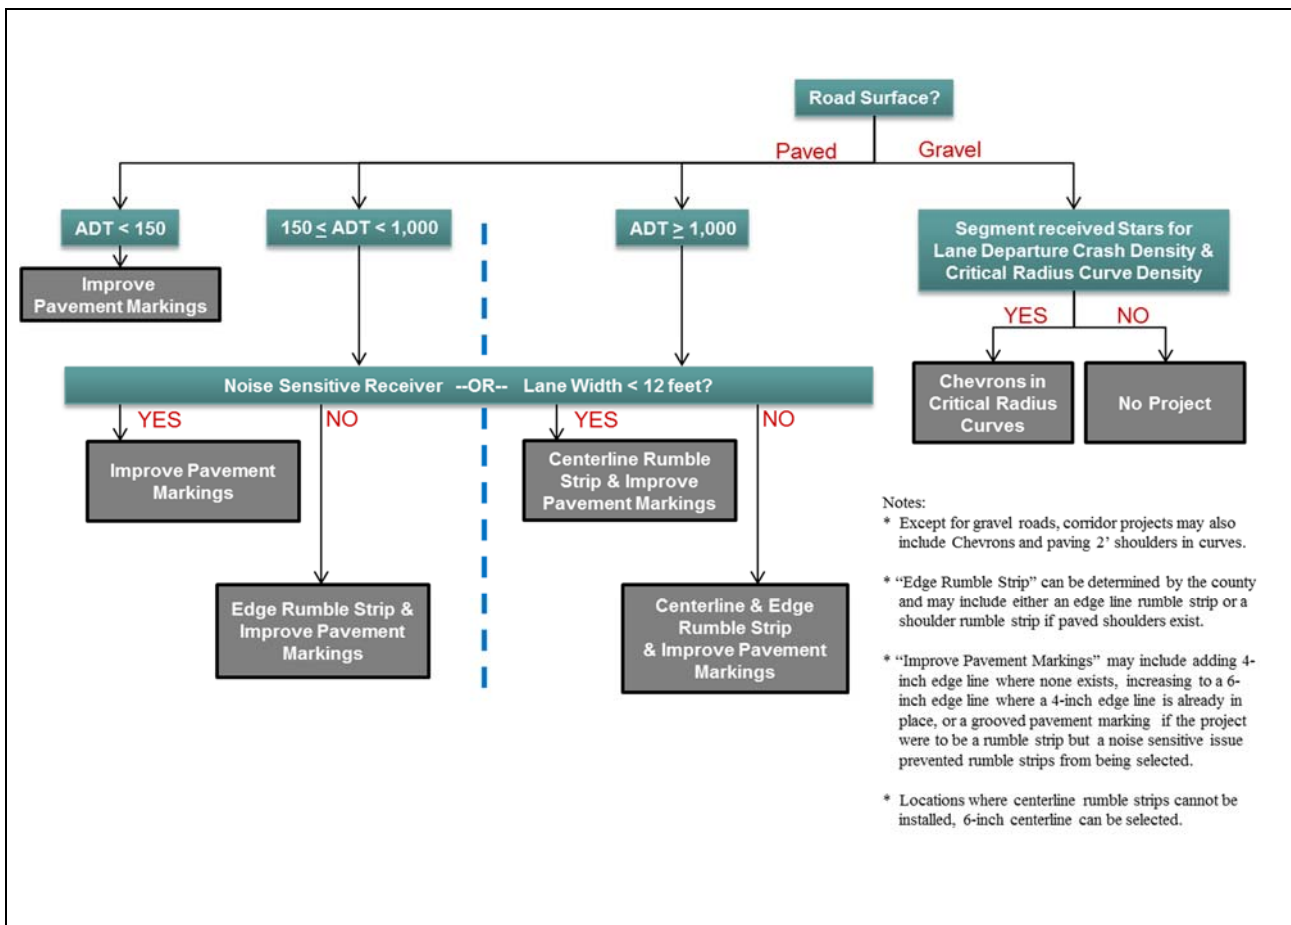 Road Surface?
Paved
Gravel
ADT < 150
150 ≤ ADT < 1,000
ADT ≥ 1,000
Segment received Stars for
Lane Departure Crash Density &
Critical Radius Curve Density
Improve
Pavement Markings
YES
NO
Noise Sensitive Receiver --OR-- Lane Width < 12 feet?
Chevrons in
Critical Radius
Curves
No Project
YES
NO
YES
NO
Improve Pavement
Markings
Centerline Rumble
Strip & Improve
Pavement Markings
Edge Rumble Strip &
Improve Pavement
Markings
Centerline & Edge
Rumble Strip
& Improve Pavement
Markings
Notes:
* Except for gravel roads, corridor projects may also
include Chevrons and paving 2’ shoulders in curves.
* “Edge Rumble Strip” can be determined by the county
and may include either an edge line rumble strip or a
shoulder rumble strip if paved shoulders exist.
* “Improve Pavement Markings” may include adding 4-
inch edge line where none exists, increasing to a 6-
inch edge line where a 4-inch edge line is already in
place, or a grooved pavement marking if the project
were to be a rumble strip but a noise sensitive issue
prevented rumble strips from being selected.
* Locations where centerline rumble strips cannot be
installed, 6-inch centerline can be selected.